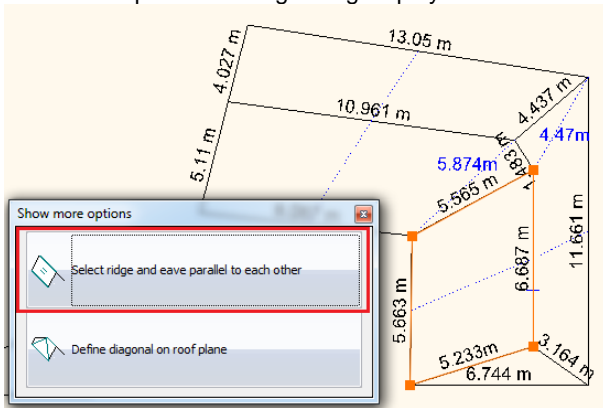 13.05 m
4.027 m
10.961 m
4.437 m
4.47m
1.483 m
5.11 m
5.874m
5.565 m
Show more options
Select ridge and eave parallel to each other
6.687 m
11.661 m
5.663 m
Define diagonal on roof plane
5.233m
3.164 m
6.744 m